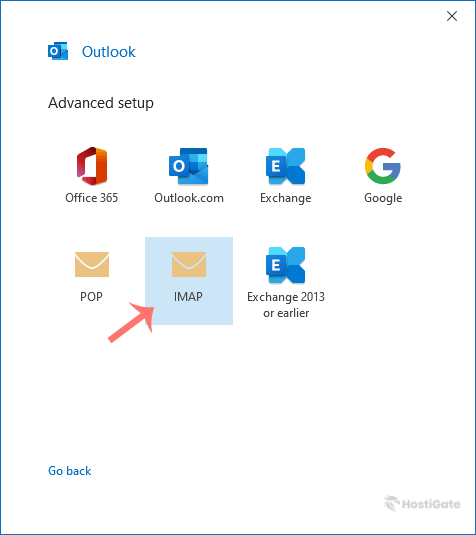 Outlook
Advanced setup
Office 365
Outlook.com
Exchange
Google
POP
IMAP
Exchange 2013
or earlier
Go back
HostiGate